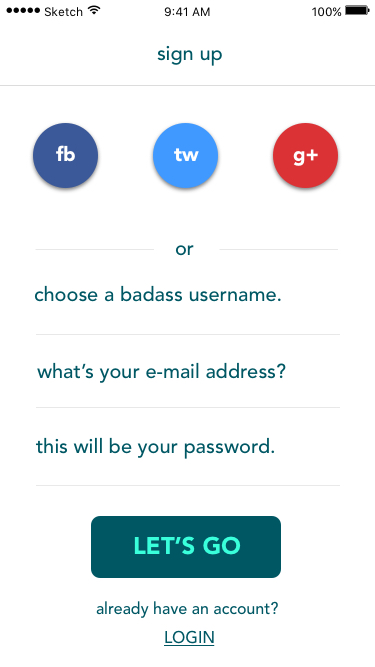 Sketch 9:41 AM 100%
sign up
fb tw g+
or
choose a badass username.
what’s your e-mail address?
this will be your password.
LET’S GO
already have an account?
LOGIN